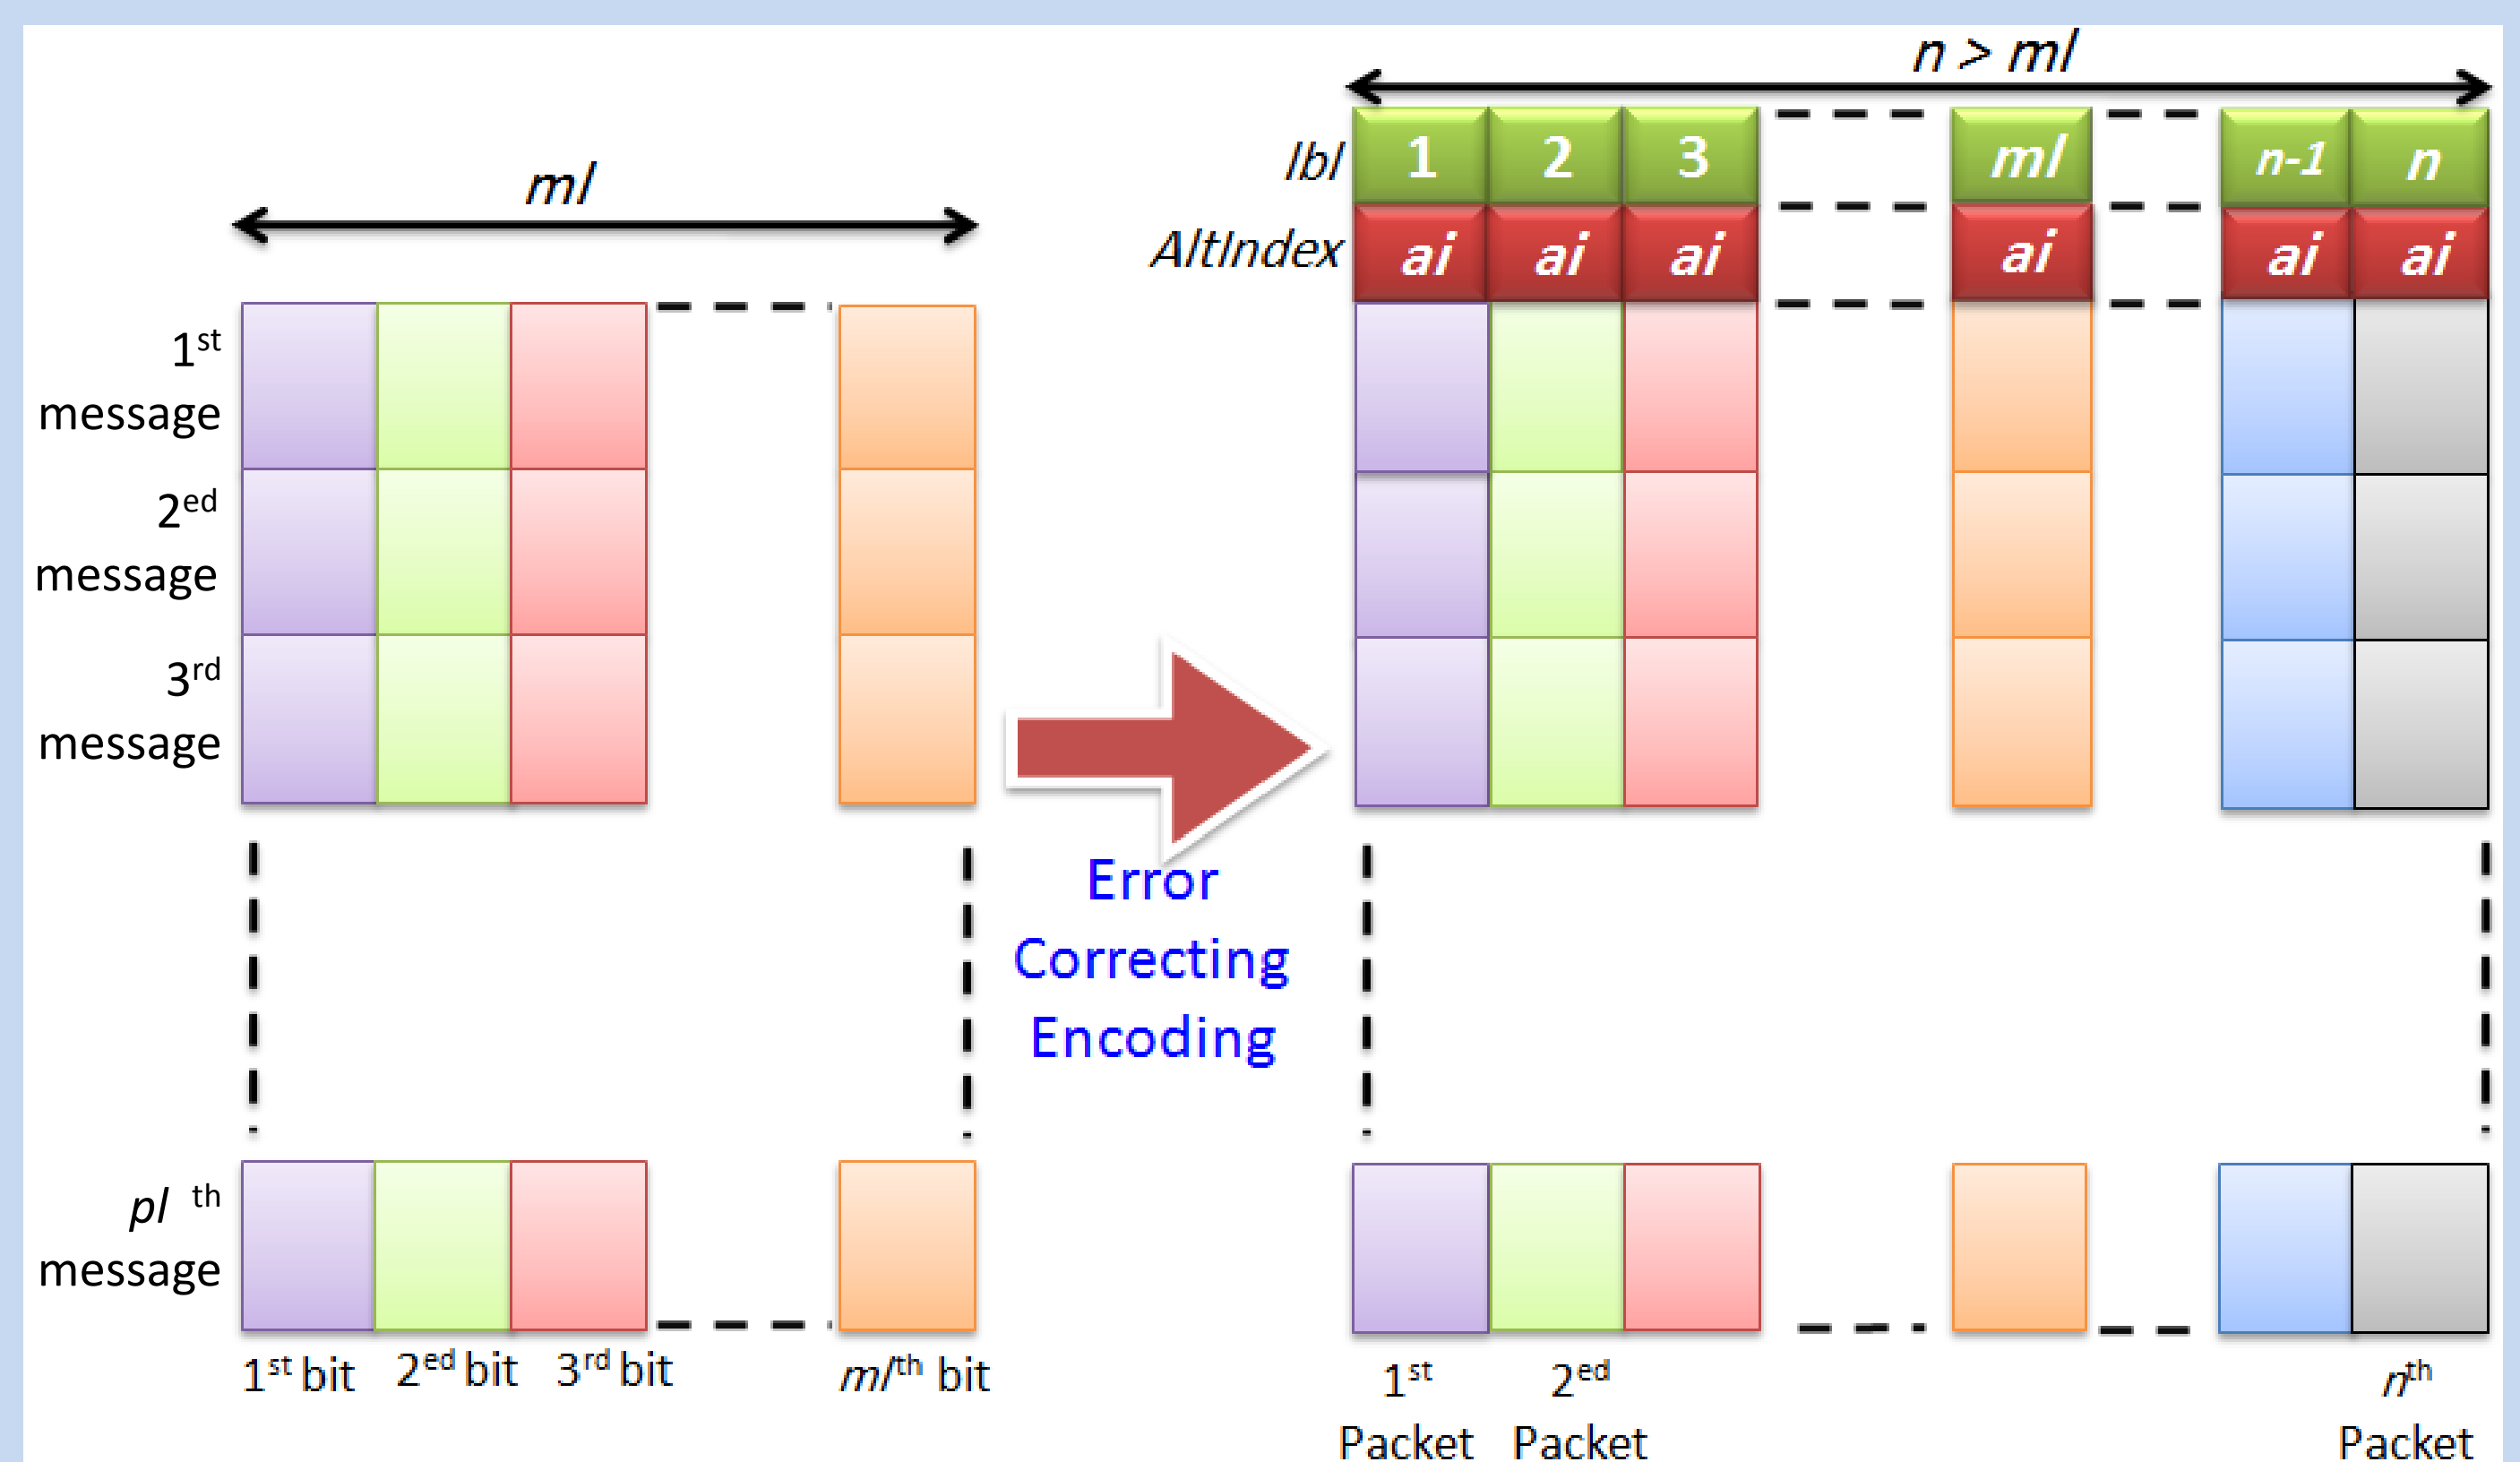 ml
1st
message
2ed
message
3rd
message
plth
message
1st bit 2ed bit 3rd bit mlth bit
Error
Correcting
Encoding
n > ml
lbl 1 2 3 ml n-1 n
AltIndex ai ai ai ai ai ai
1st
Packet
2ed
Packet
nth
Packet